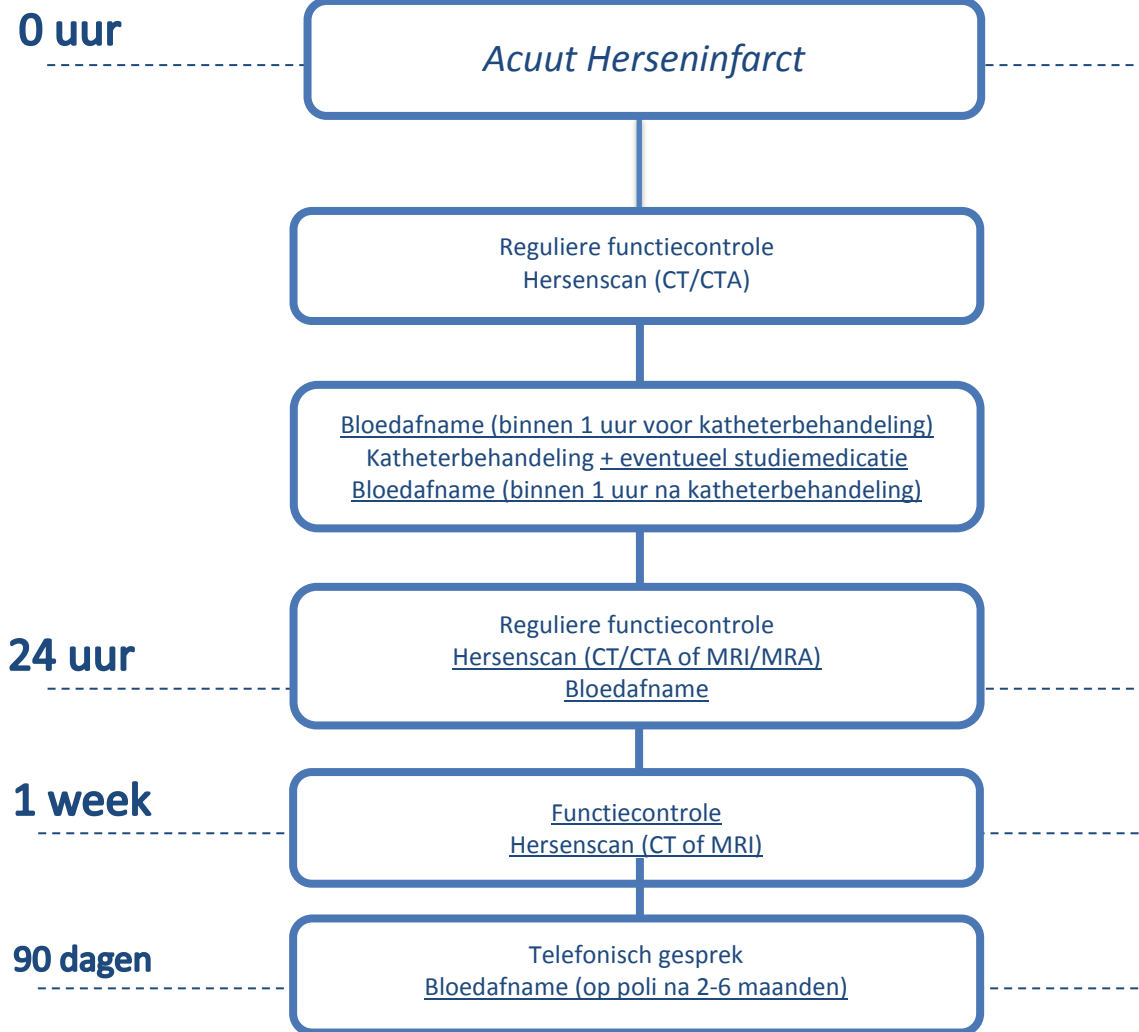 0 uur
Acuut Herseninfarct
Reguliere functiecontrole
Hersenscan (CT/CTA)
Bloedafname (binnen 1 uur voor katheterbehandeling)
Katheterbehandeling + eventueel studiemedicatie
Bloedafname (binnen 1 uur na katheterbehandeling)
24 uur
Reguliere functiecontrole
Hersenscan (CT/CTA of MRI/MRA)
Bloedafname
1 week
Functiecontrole
Hersenscan (CT of MRI)
90 dagen
Telefonisch gesprek
Bloedafname (op poli na 2-6 maanden)